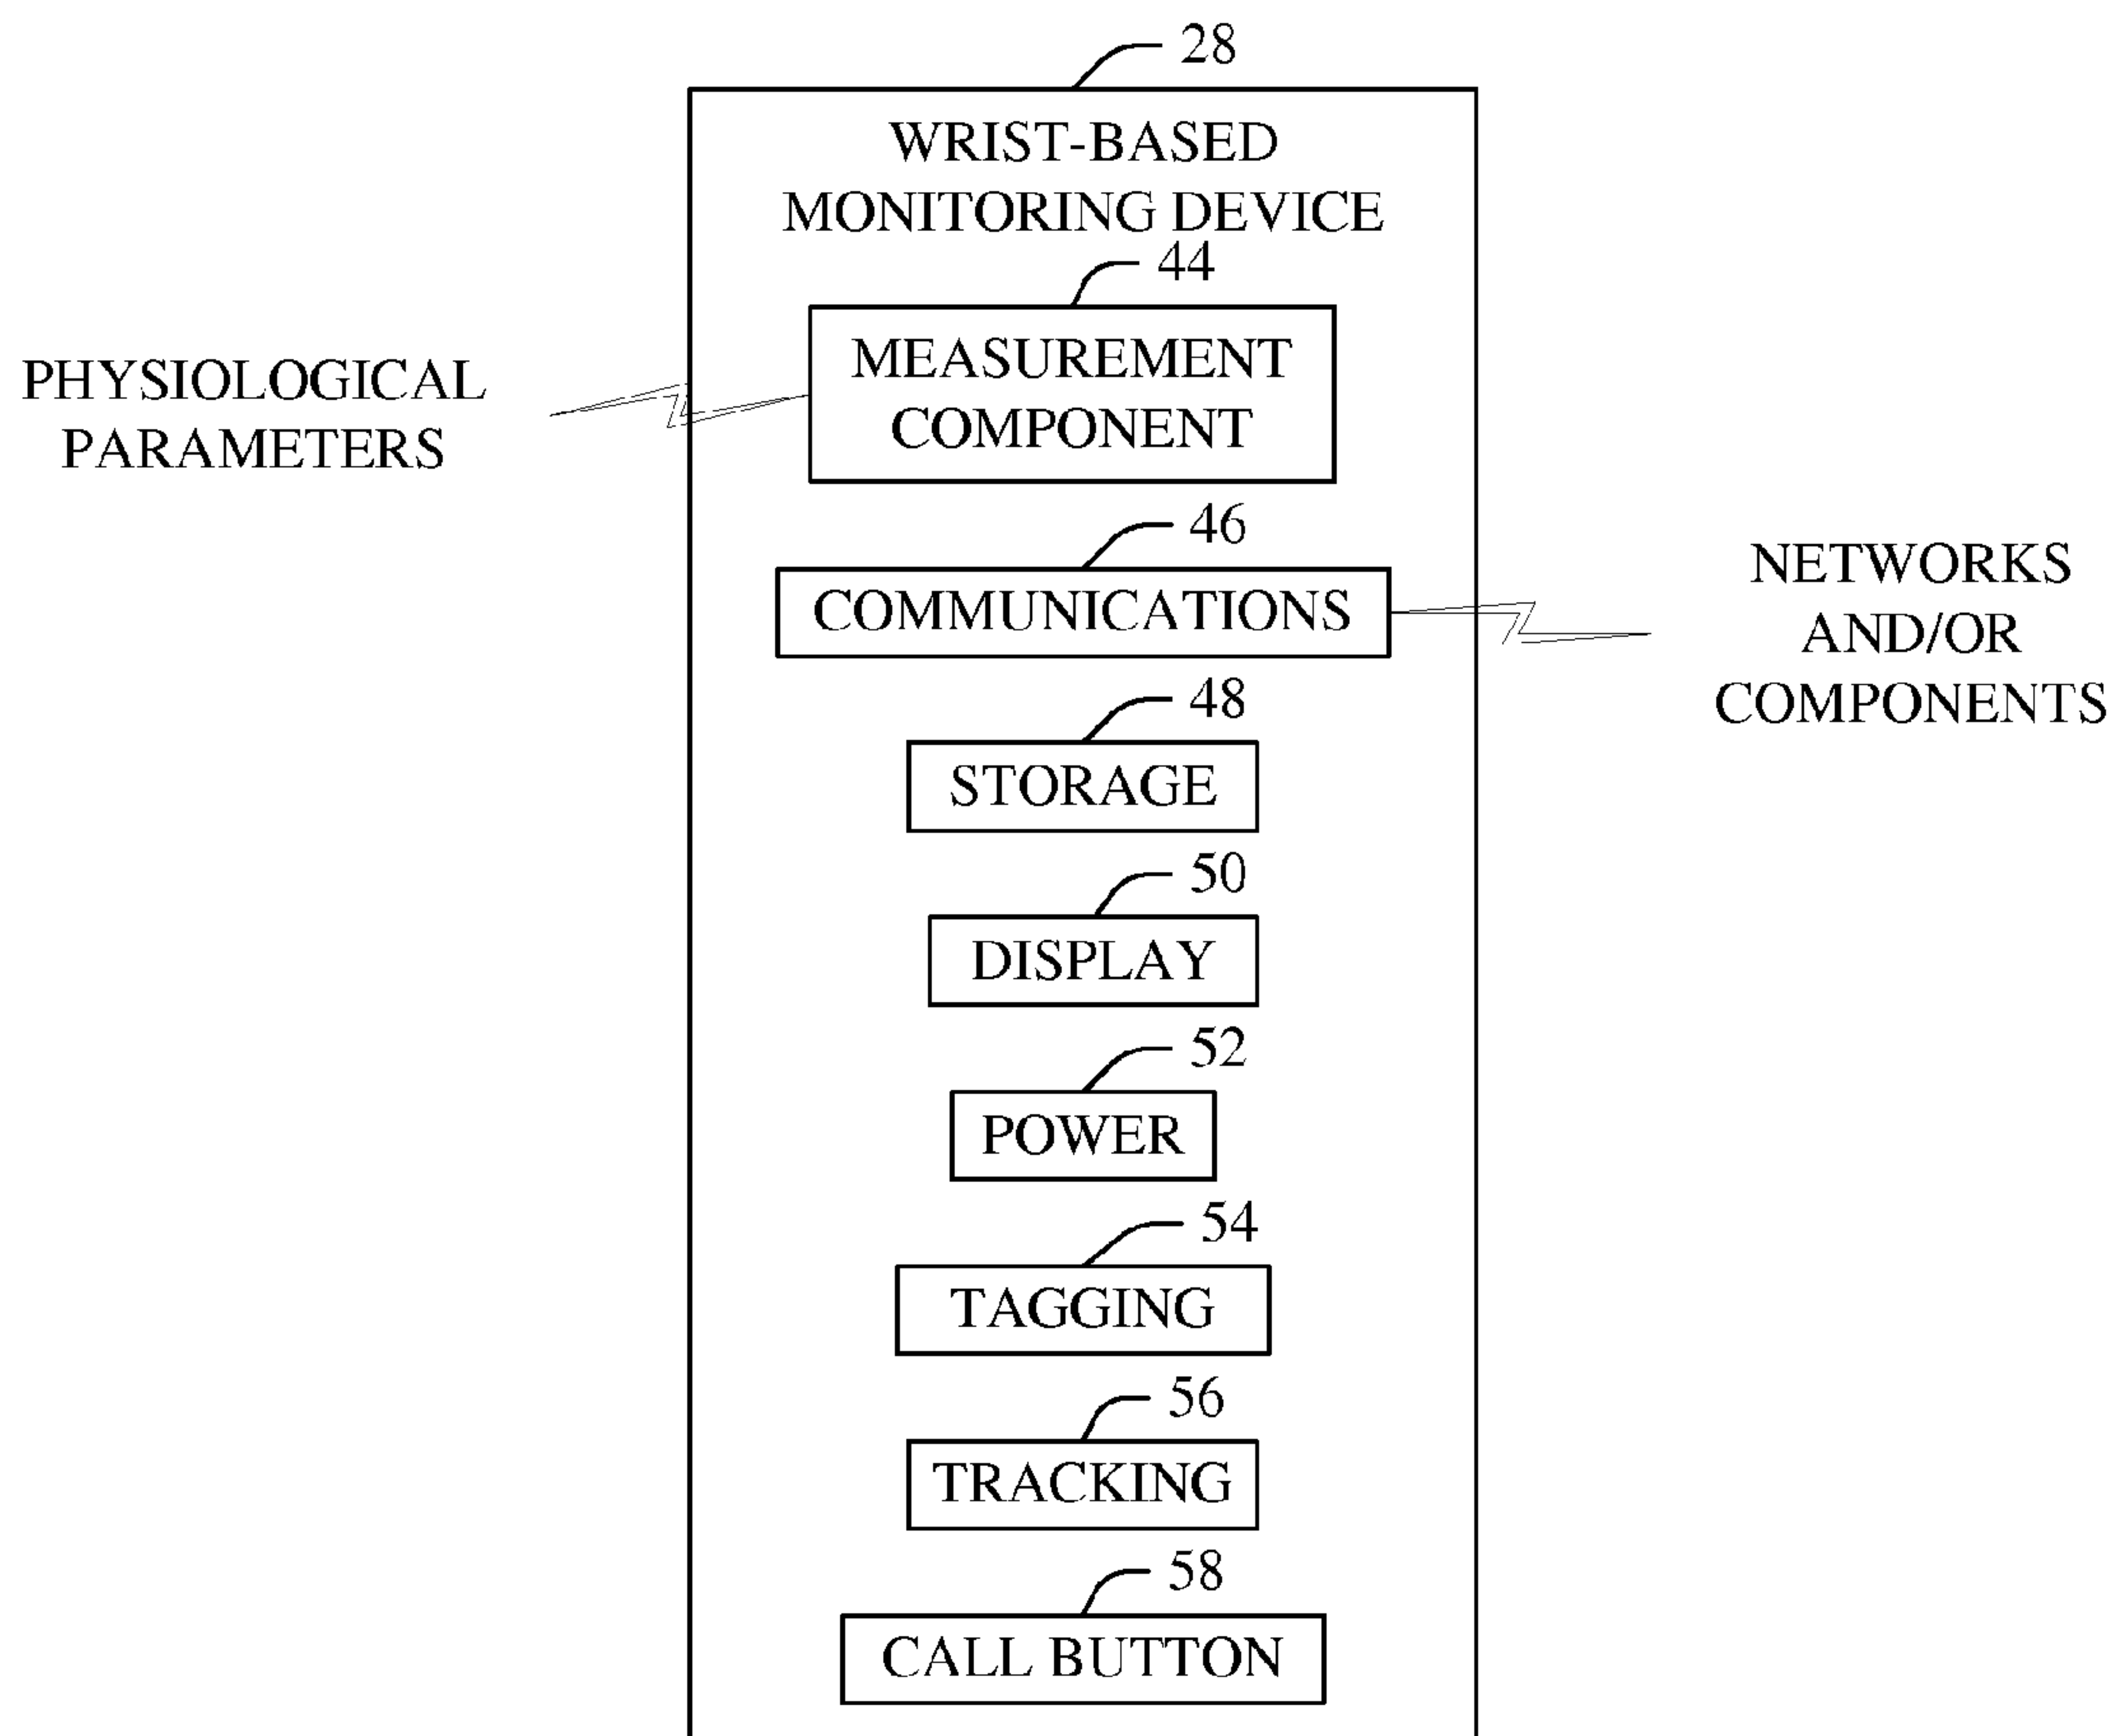 28
WRIST-BASED
MONITORING DEVICE
44
MEASUREMENT
COMPONENT
PHYSIOLOGICAL
PARAMETERS
46
COMMUNICATIONS
NETWORKS
AND/OR
COMPONENTS
48
STORAGE
50
DISPLAY
52
POWER
54
TAGGING
56
TRACKING
58
CALL BUTTON